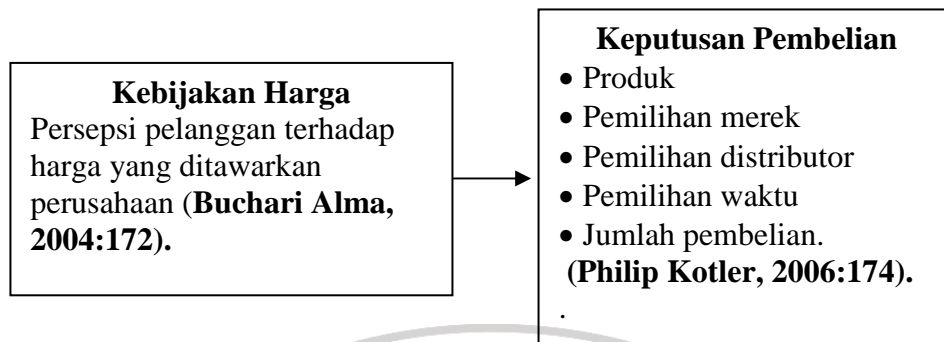 Kebijakan Harga
Persepsi pelanggan terhadap
harga yang ditawarkan
perusahaan (Buchari Alma,
2004:172).
Keputusan Pembelian
• Produk
• Pemilihan merek
• Pemilihan distributor
• Pemilihan waktu
• Jumlah pembelian.
(Philip Kotler, 2006:174).
.